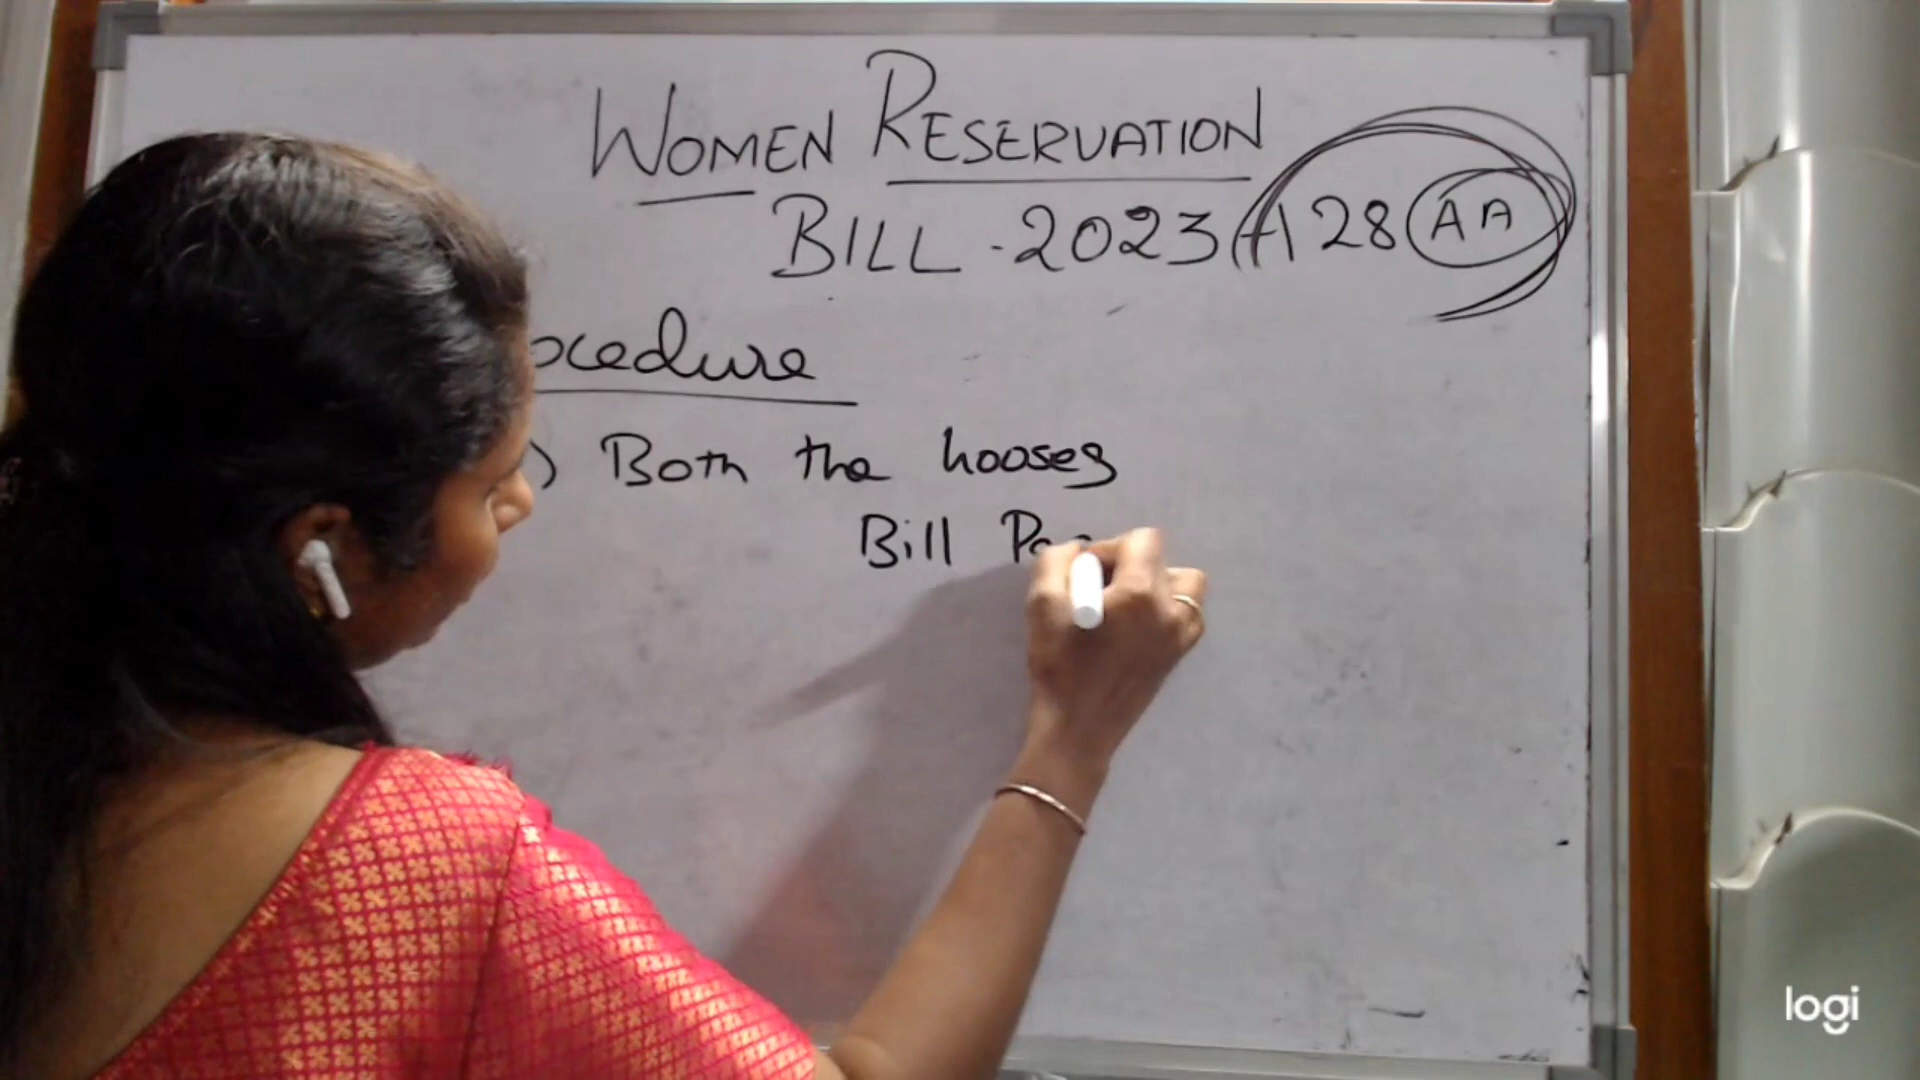 WOMEN RESERVATION
BILL - 2023 (128 AA
ocedure
) Both the hooses
Bill
logi